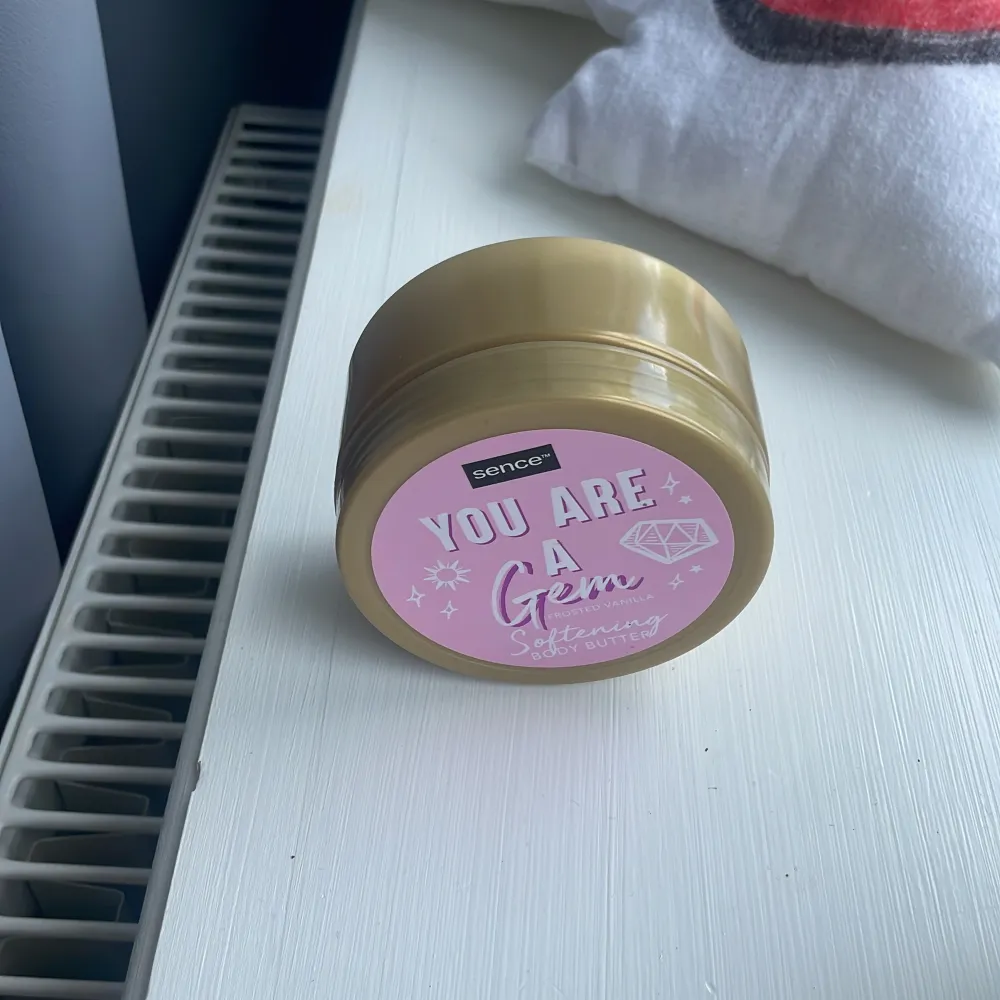 sence™
YOU ARE
A
Gem
FROSTED VANILLA
Softening
BODY BUTTER